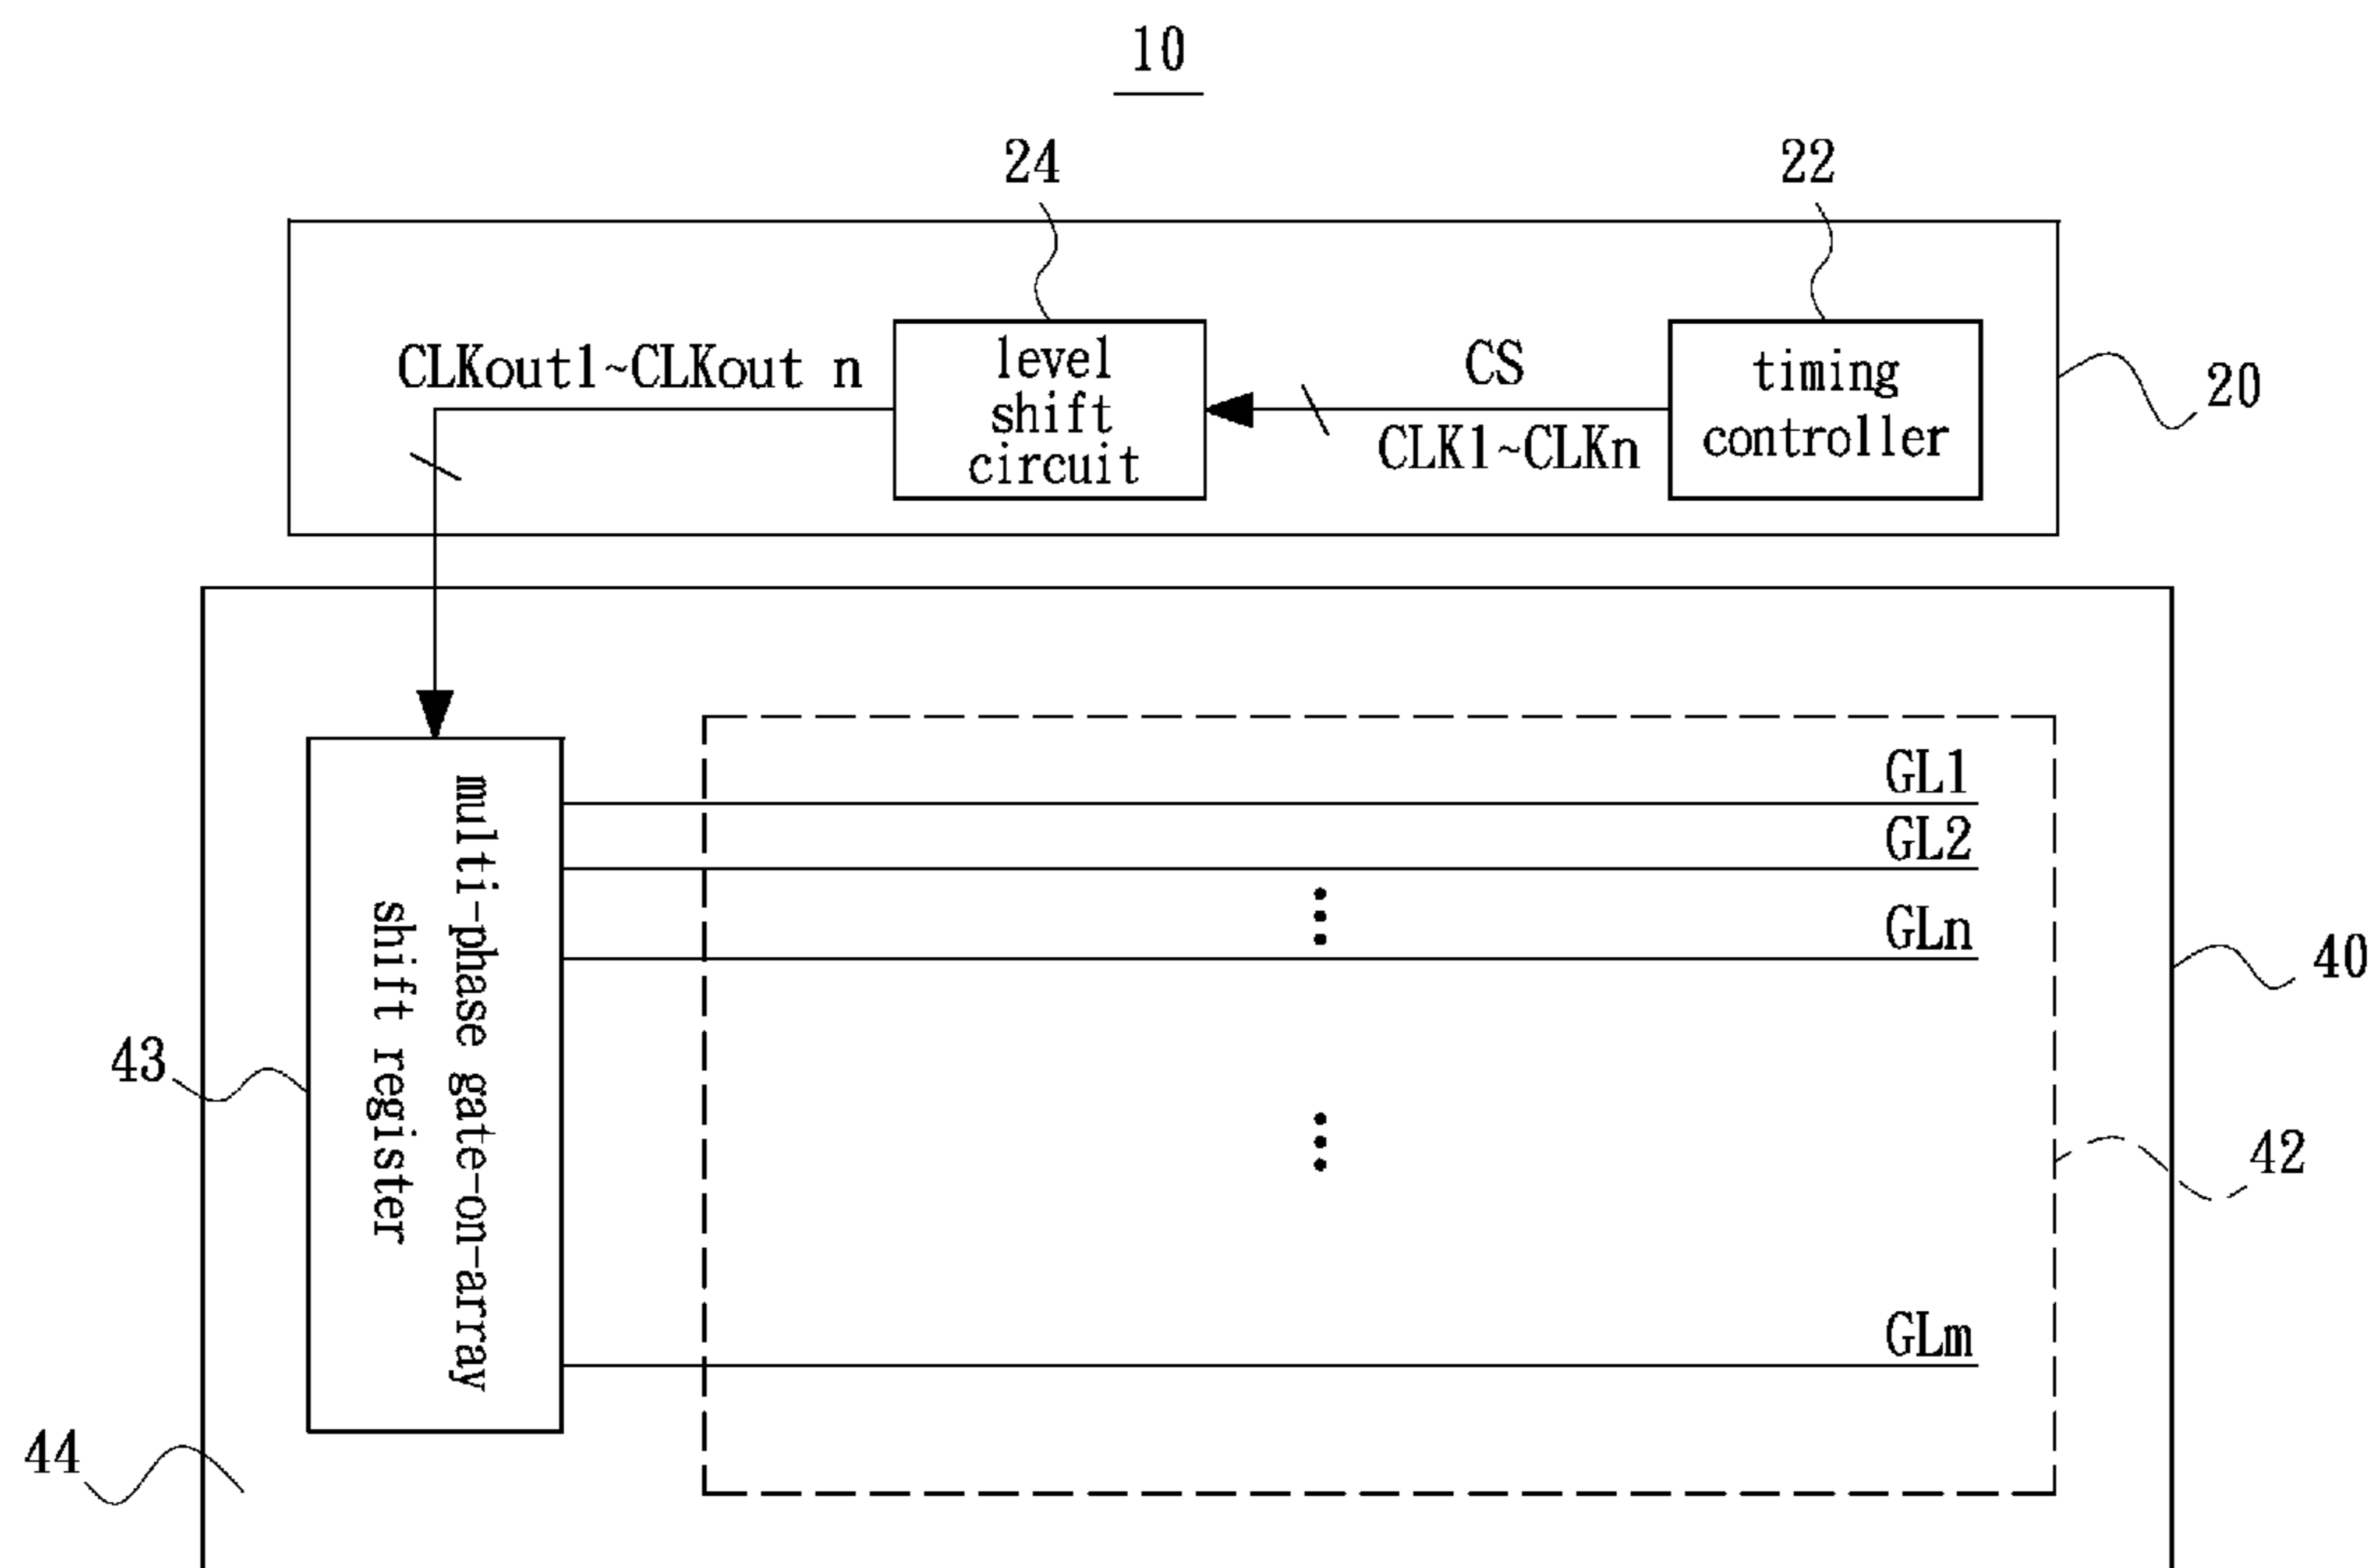 10
24
22
CLKout1~CLKout n
level
shift
circuit
CS
CLK1~CLKn
timing
controller
20
GL1
GL2
GLn
40
multi-phase gate-on-array
shift register
43
42
GLm
44